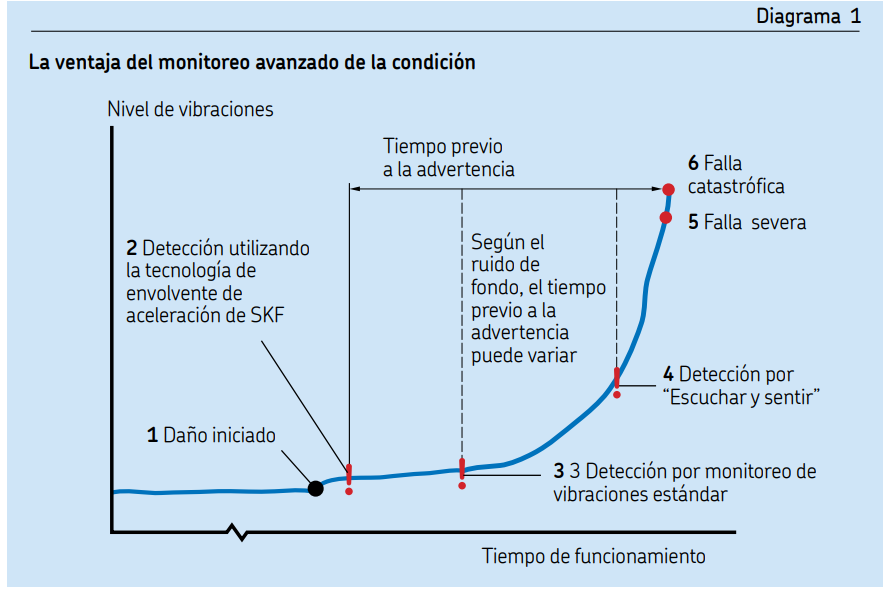 Diagrama 1
La ventaja del monitoreo avanzado de la condición
Nivel de vibraciones
Tiempo previo
a la advertencia
6 Falla
catastrófica
5 Falla severa
2 Detección utilizando
la tecnología de
envolvente de
aceleración de SKF
Según el
ruido de
fondo, el tiempo
previo a la
advertencia
puede variar
4 Detección por
“Escuchar y sentir”
1 Daño iniciado
3 3 Detección por monitoreo de
vibraciones estándar
Tiempo de funcionamiento